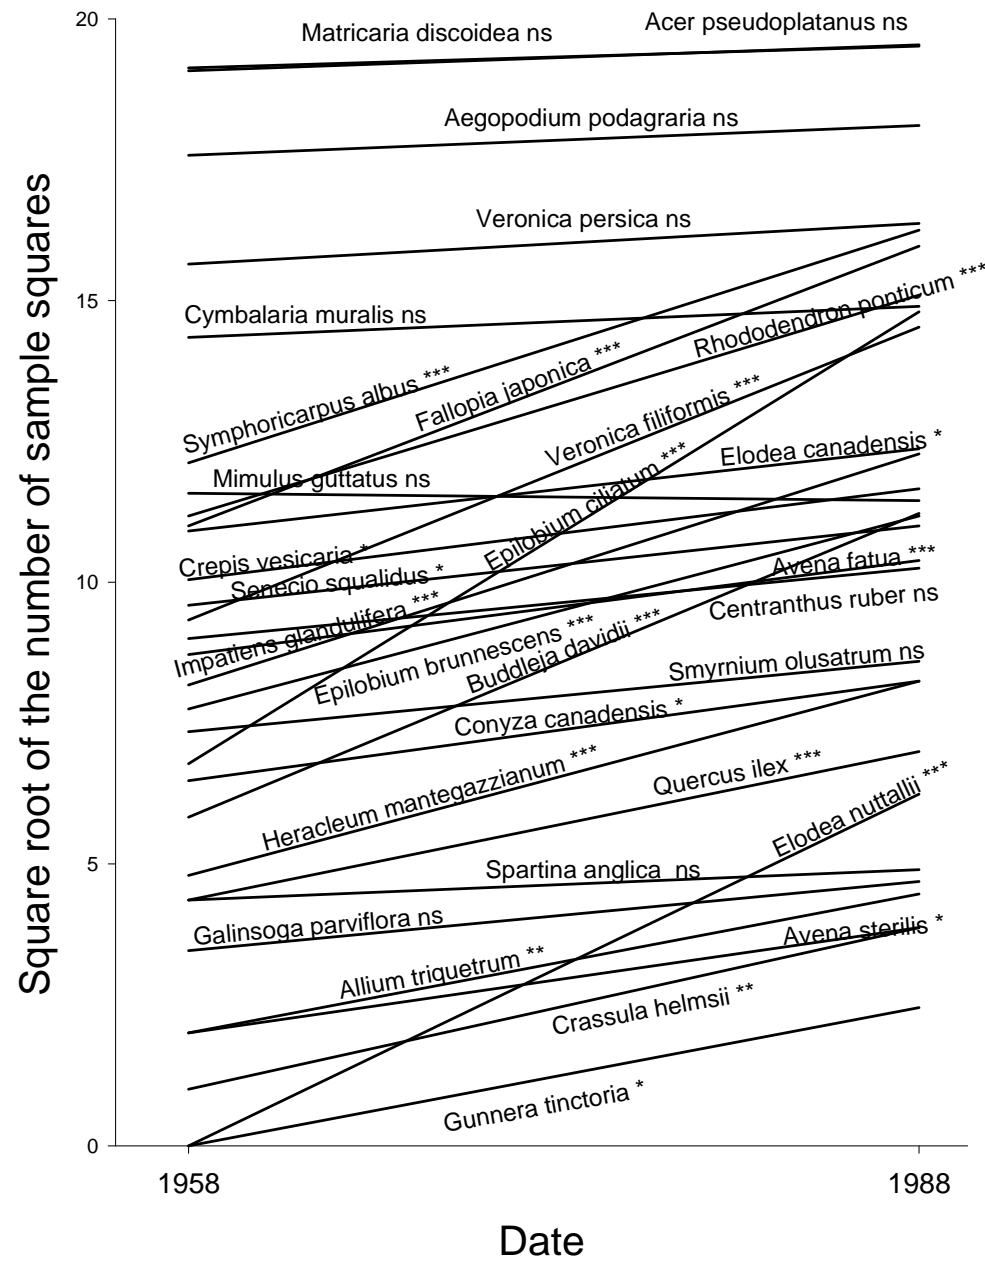 20
Matricaria discoidea ns
Acer pseudoplatanus ns
Aegopodium podagraria ns
Veronica persica ns
15
Cymbalaria muralis ns
Rhododendron ponticum ***
Symphoricarpus albus ***
Fallopia japonica ***
Veronica filiformis ***
Elodea canadensis *
Mimulus guttatus ns
Epilobium ciliatum ***
Crepis vesicaria *
Senecio squalidus *
10
Avena fatua ***
Impatiens glandulifera ***
Centranthus ruber ns
Epilobium brunnescens ***
Buddleja davidii ***
Smyrnium olusatrum ns
Conyza canadensis *
Heracleum mantegazzianum ***
Quercus ilex ***
Elodea nuttallii ***
5
Spartina anglica ns
Galinsoga parviflora ns
Avena sterilis *
Allium triquetrum **
Crassula helmsii **
Gunnera tinctoria *
0
1958
1988
Date
Square root of the number of sample squares